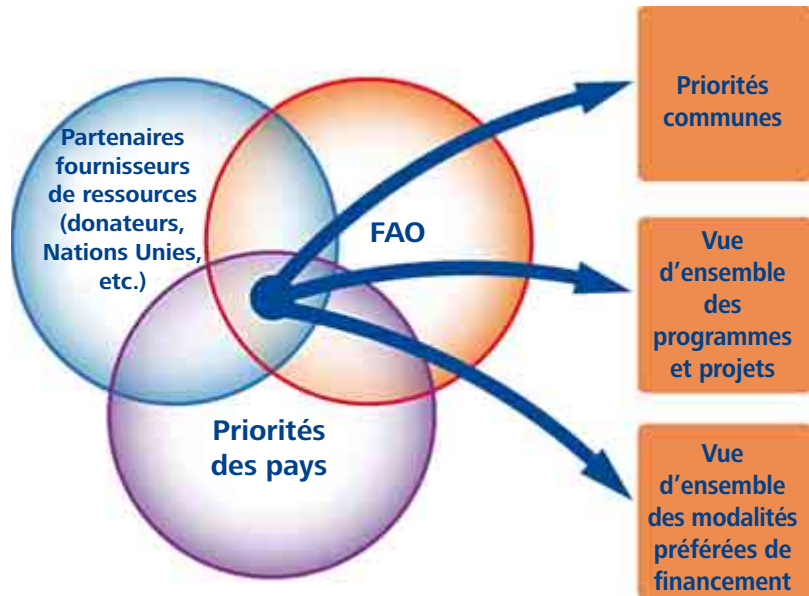 Partenaires
fournisseurs
de ressources
(donateurs,
Nations Unies,
etc.)
FAO
Priorités
des pays
Priorités
communes
Vue
d'ensemble
des
programmes
et projets
Vue
d'ensemble
des modalités
préférées de
financement